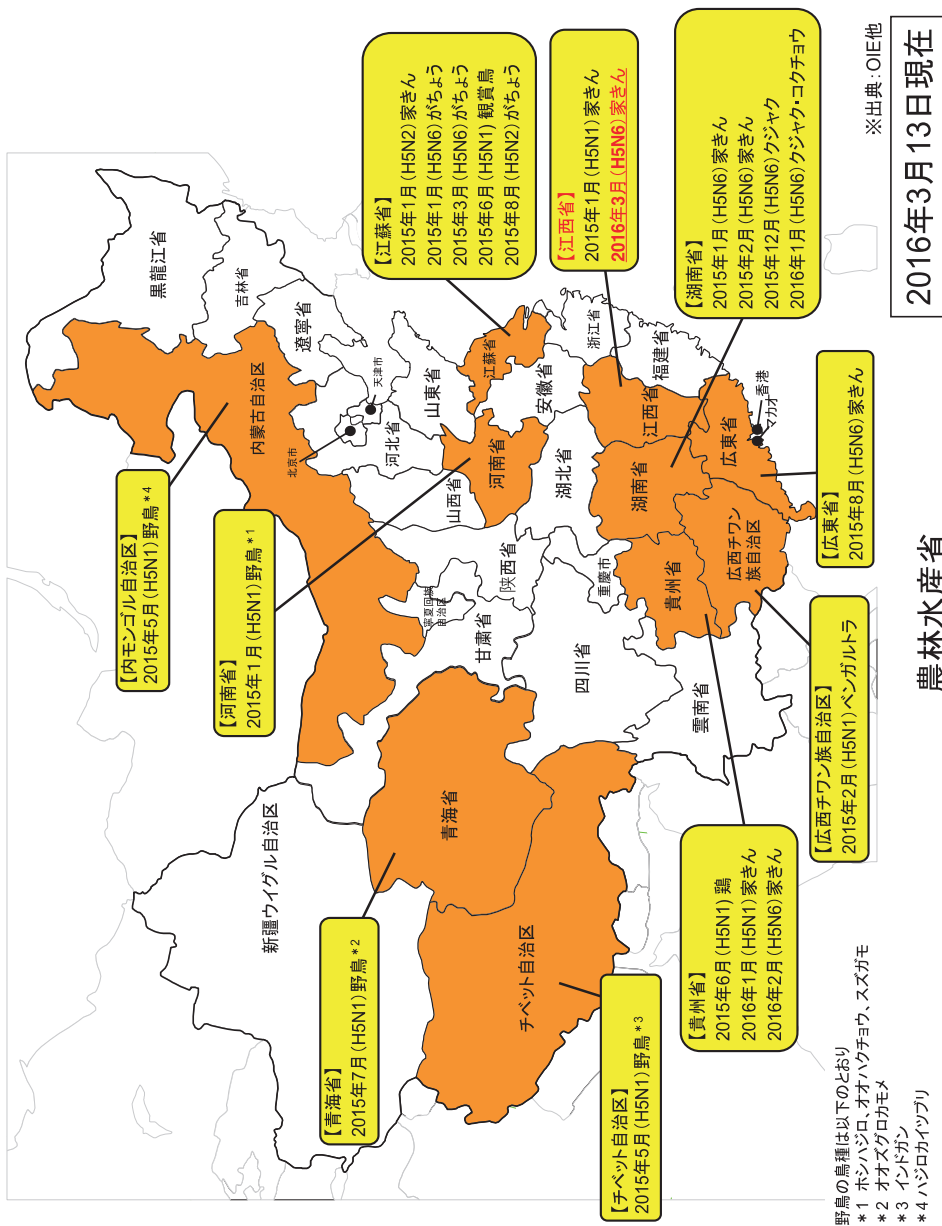 【内モンゴル自治区】
2015年5月(H5N1)野鳥*4
【河南省】
2015年1月(H5N1)野鳥*1
【青海省】
2015年7月(H5N1)野鳥*2
【チベット自治区】
2015年5月(H5N1)野鳥*3
【貴州省】
2015年6月(H5N1)鶏
2016年1月(H5N1)家きん
2016年2月(H5N6)家きん
【広西チワン族自治区】
2015年2月(H5N1)ベンガルトラ
【広東省】
2015年8月(H5N6)家きん
【江蘇省】
2015年1月(H5N2)家きん
2015年1月(H5N6)がちょう
2015年3月(H5N6)がちょう
2015年6月(H5N1)観賞鳥
2015年8月(H5N2)がちょう
【江西省】
2015年1月(H5N1)家きん
2016年3月(H5N6)家きん
【湖南省】
2015年1月(H5N6)家きん
2015年2月(H5N6)家きん
2015年12月(H5N6)クジャク
2016年1月(H5N6)クジャク・コクチョウ
黒龍江省
吉林省
遼寧省
内蒙古自治区
北京市
天津市
河北省
山東省
山西省
河南省
江蘇省
安徽省
浙江省
福建省
江西省
湖北省
湖南省
広東省
香港
マカオ
広西チワン
族自治区
貴州省
重慶市
陝西省
寧夏回族
自治区
甘粛省
四川省
雲南省
青海省
チベット自治区
新疆ウイグル自治区
野鳥の鳥種は以下のとおり
*1 ホシハジロ、オオハクチョウ、スズガモ
*2 オオズグロカモメ
*3 インドガン
*4 ハジロカイツブリ
農林水産省
※出典:OIE他
2016年3月13日現在